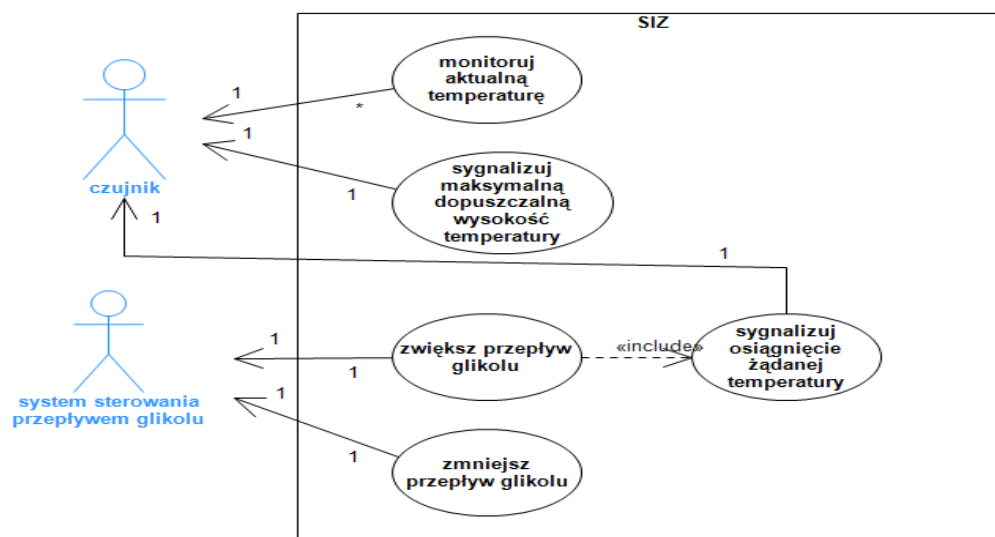 SIZ
monitoruj
aktualną
temperaturę
1
*
1
sygnalizuj
maksymalną
dopuszczalną
wysokość
temperatury
1
czujnik
1
1
sygnalizuj
osiągnięcie
żądanej
temperatury
«include»
zwiększ przepływ
glikolu
1
1
system sterowania
przepływem glikolu
1
1
zmniejsz
przepływ glikolu